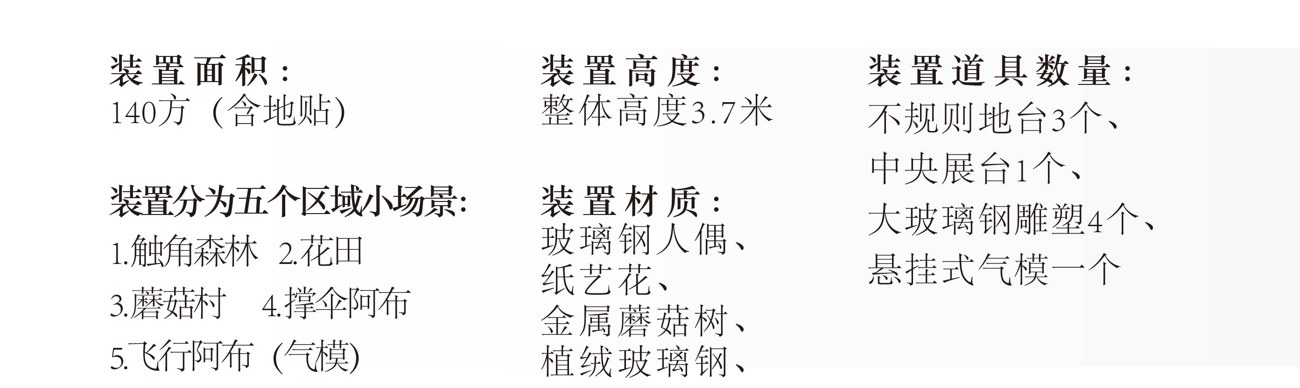 装置面积:
140方（含地贴）
装置分为五个区域小场景:
1.触角森林 2.花田
3.蘑菇村 4.撑伞阿布
5.飞行阿布（气模）
装置高度:
整体高度3.7米
装置材质:
玻璃钢人偶、
纸艺花、
金属蘑菇树、
植绒玻璃钢、
装置道具数量:
不规则地台3个、
中央展台1个、
大玻璃钢雕塑4个、
悬挂式气模一个